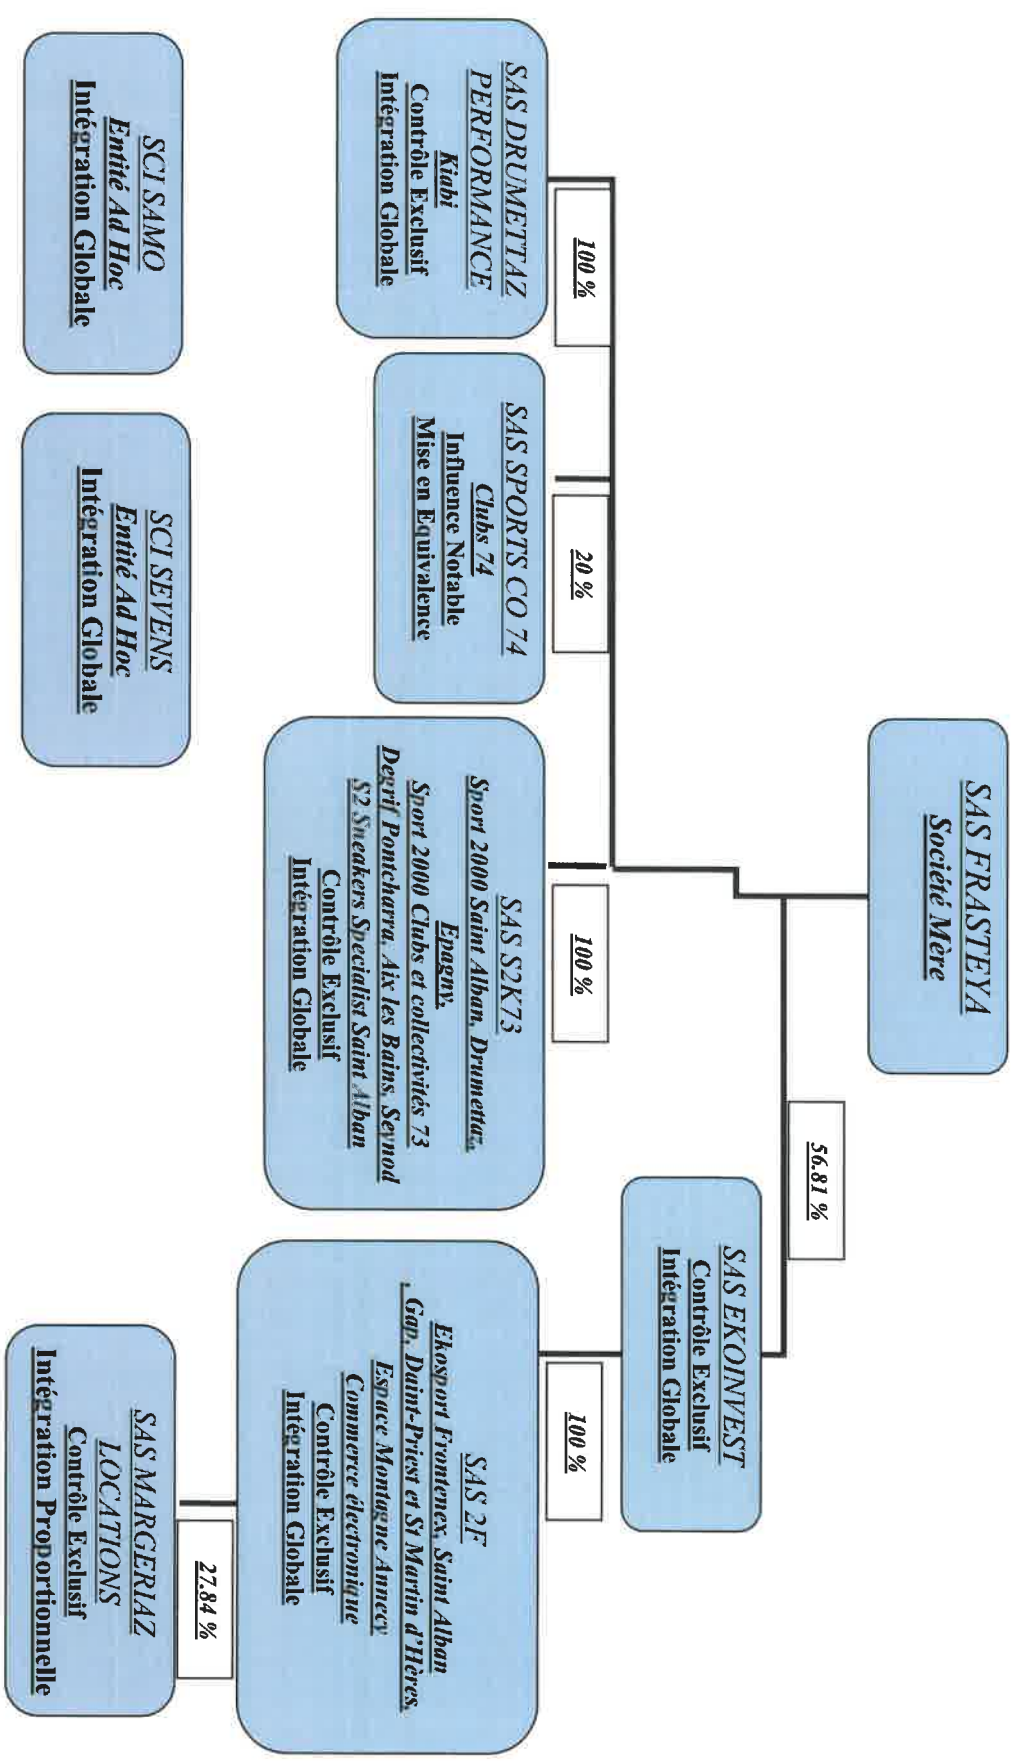 SAS FRASTEYA
Société Mère
56.81 %
SAS EKOINVEST
Contrôle Exclusif
Intégration Globale
100 %
20 %
100 %
100 %
SAS DRUMETTAZ
PERFORMANCE
Kiabi
Contrôle Exclusif
Intégration Globale
SAS SPORTS CO 74
Clubs 74
Influence Notable
Mise en Equivalence
SAS S2K73
Sport 2000 Saint Alban, Drumettaz,
Epagny,
Sport 2000 Clubs et collectivités 73
Degrif Pontcharra, Aix les Bains, Seynod
S2 Sneakers Specialist Saint Alban
Contrôle Exclusif
Intégration Globale
SAS 2F
Ekosport Frontenex, Saint Alban
, Gap, Daint-Priest et St Martin d'Hères,
Espace Montagne Annecy
Commerce électronique
Contrôle Exclusif
Intégration Globale
27.84 %
SCI SAMO
Entité Ad Hoc
Intégration Globale
SCI SEVENS
Entité Ad Hoc
Intégration Globale
SAS MARGERIAZ
LOCATIONS
Contrôle Exclusif
Intégration Proportionnelle